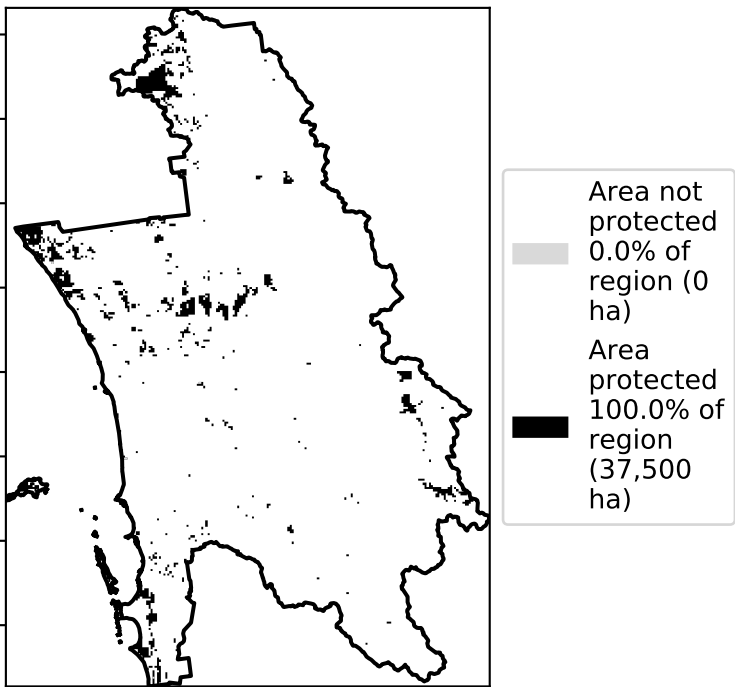 Area not
protected
0.0% of
region (0
ha)
Area
protected
100.0% of
region
(37,500
ha)